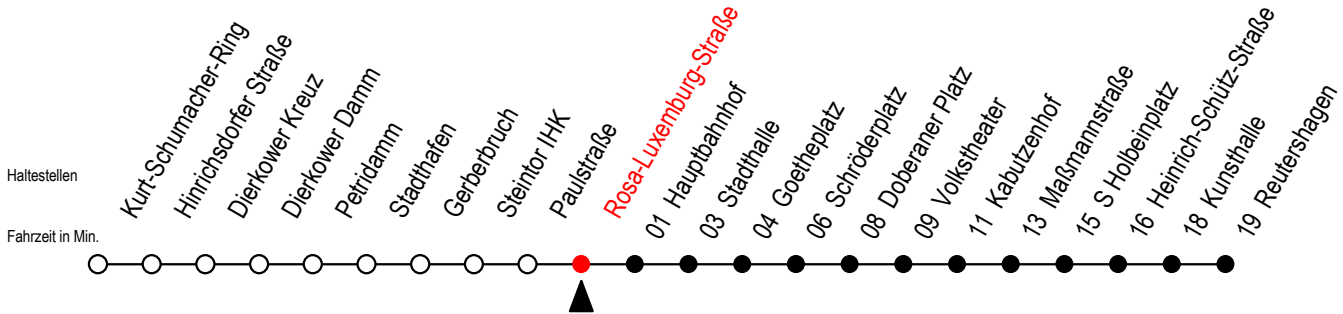 Haltestellen
Fahrzeit in Min.
Kurt-Schumacher-Ring
Hinrichsdorfer Straße
Dierkower Kreuz
Dierkower Damm
Petridamm
Stadthafen
Gerberbruch
Steintor IHK
Paulstraße
Rosa-Luxemburg-Straße
01 Hauptbahnhof
03 Stadthalle
04 Goetheplatz
06 Schröderplatz
08 Doberaner Platz
09 Volkstheater
11 Kabutzenhof
13 Maßmannstraße
15 S Holbeinplatz
16 Heinrich-Schütz-Straße
18 Kunsthalle
19 Reutershagen